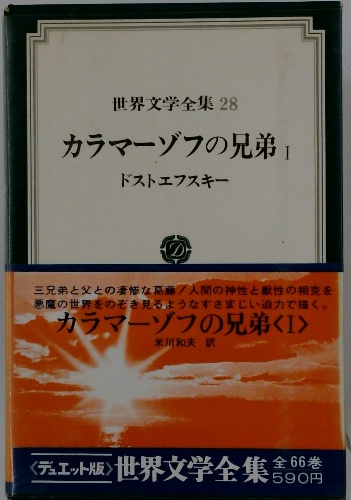 世界文学全集 28
カラマーゾフの兄弟 I
ドストエフスキー
三兄弟と父との凄惨な葛藤/人間の神性と獣性の相克を
悪魔の世界をのぞき見るようなすさまじい迫力で描く。
カラマーゾフの兄弟〈I〉
米川和夫 訳
〈デュエット版〉世界文学全集 全66巻
590円